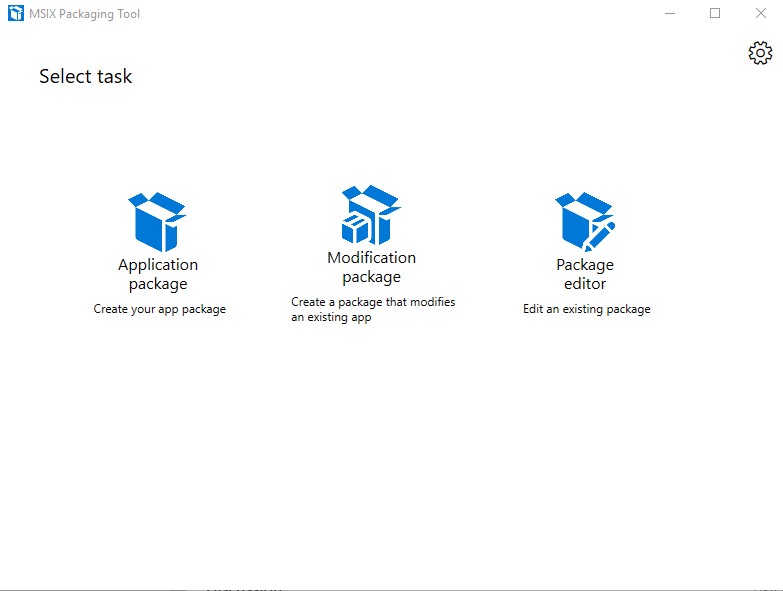 MSIX Packaging Tool
Select task
Application
package
Create your app package
Modification
package
Create a package that modifies
an existing app
Package
editor
Edit an existing package